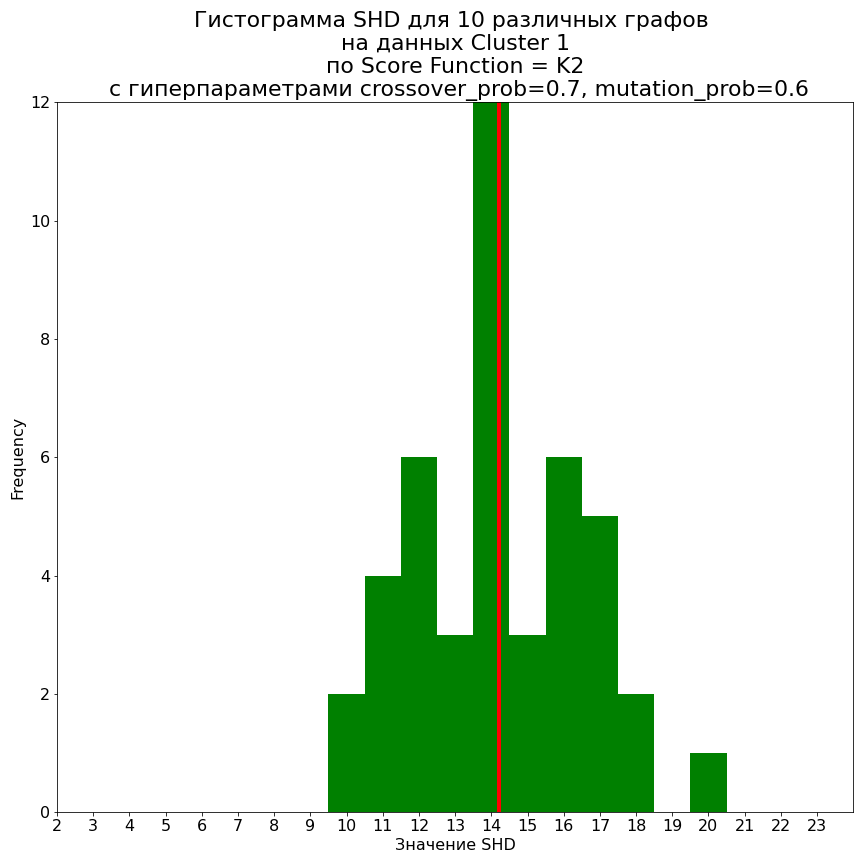 Гистограмма SHD для 10 различных графов
на данных Cluster 1
по Score Function = K2
с гиперпараметрами crossover_prob=0.7, mutation_prob=0.6
12
10
8
6
4
2
0
Frequency
2 3 4 5 6 7 8 9 10 11 12 13 14 15 16 17 18 19 20 21 22 23
Значение SHD